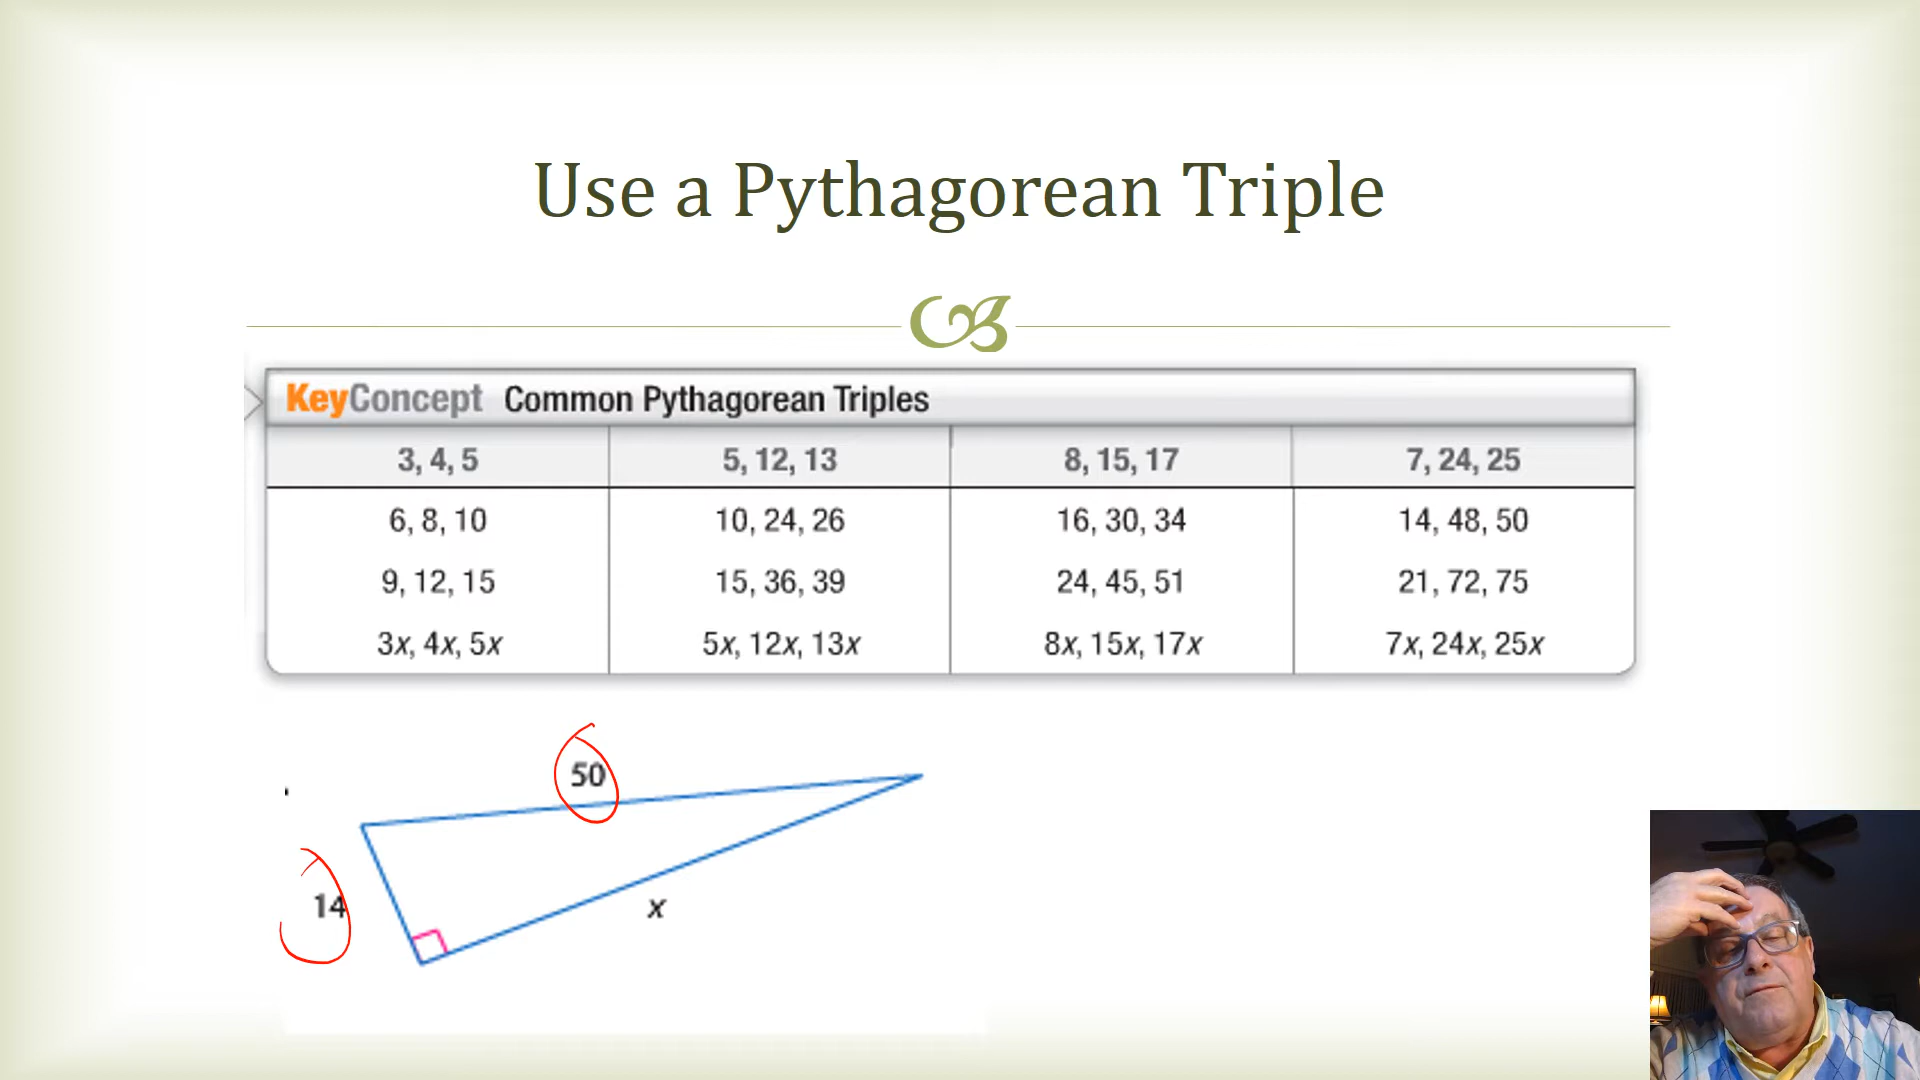 Use a Pythagorean Triple
KeyConcept Common Pythagorean Triples
3, 4, 5 5, 12, 13 8, 15, 17 7, 24, 25
6, 8, 10 10, 24, 26 16, 30, 34 14, 48, 50
9, 12, 15 15, 36, 39 24, 45, 51 21, 72, 75
3x, 4x, 5x 5x, 12x, 13x 8x, 15x, 17x 7x, 24x, 25x
50
14
x